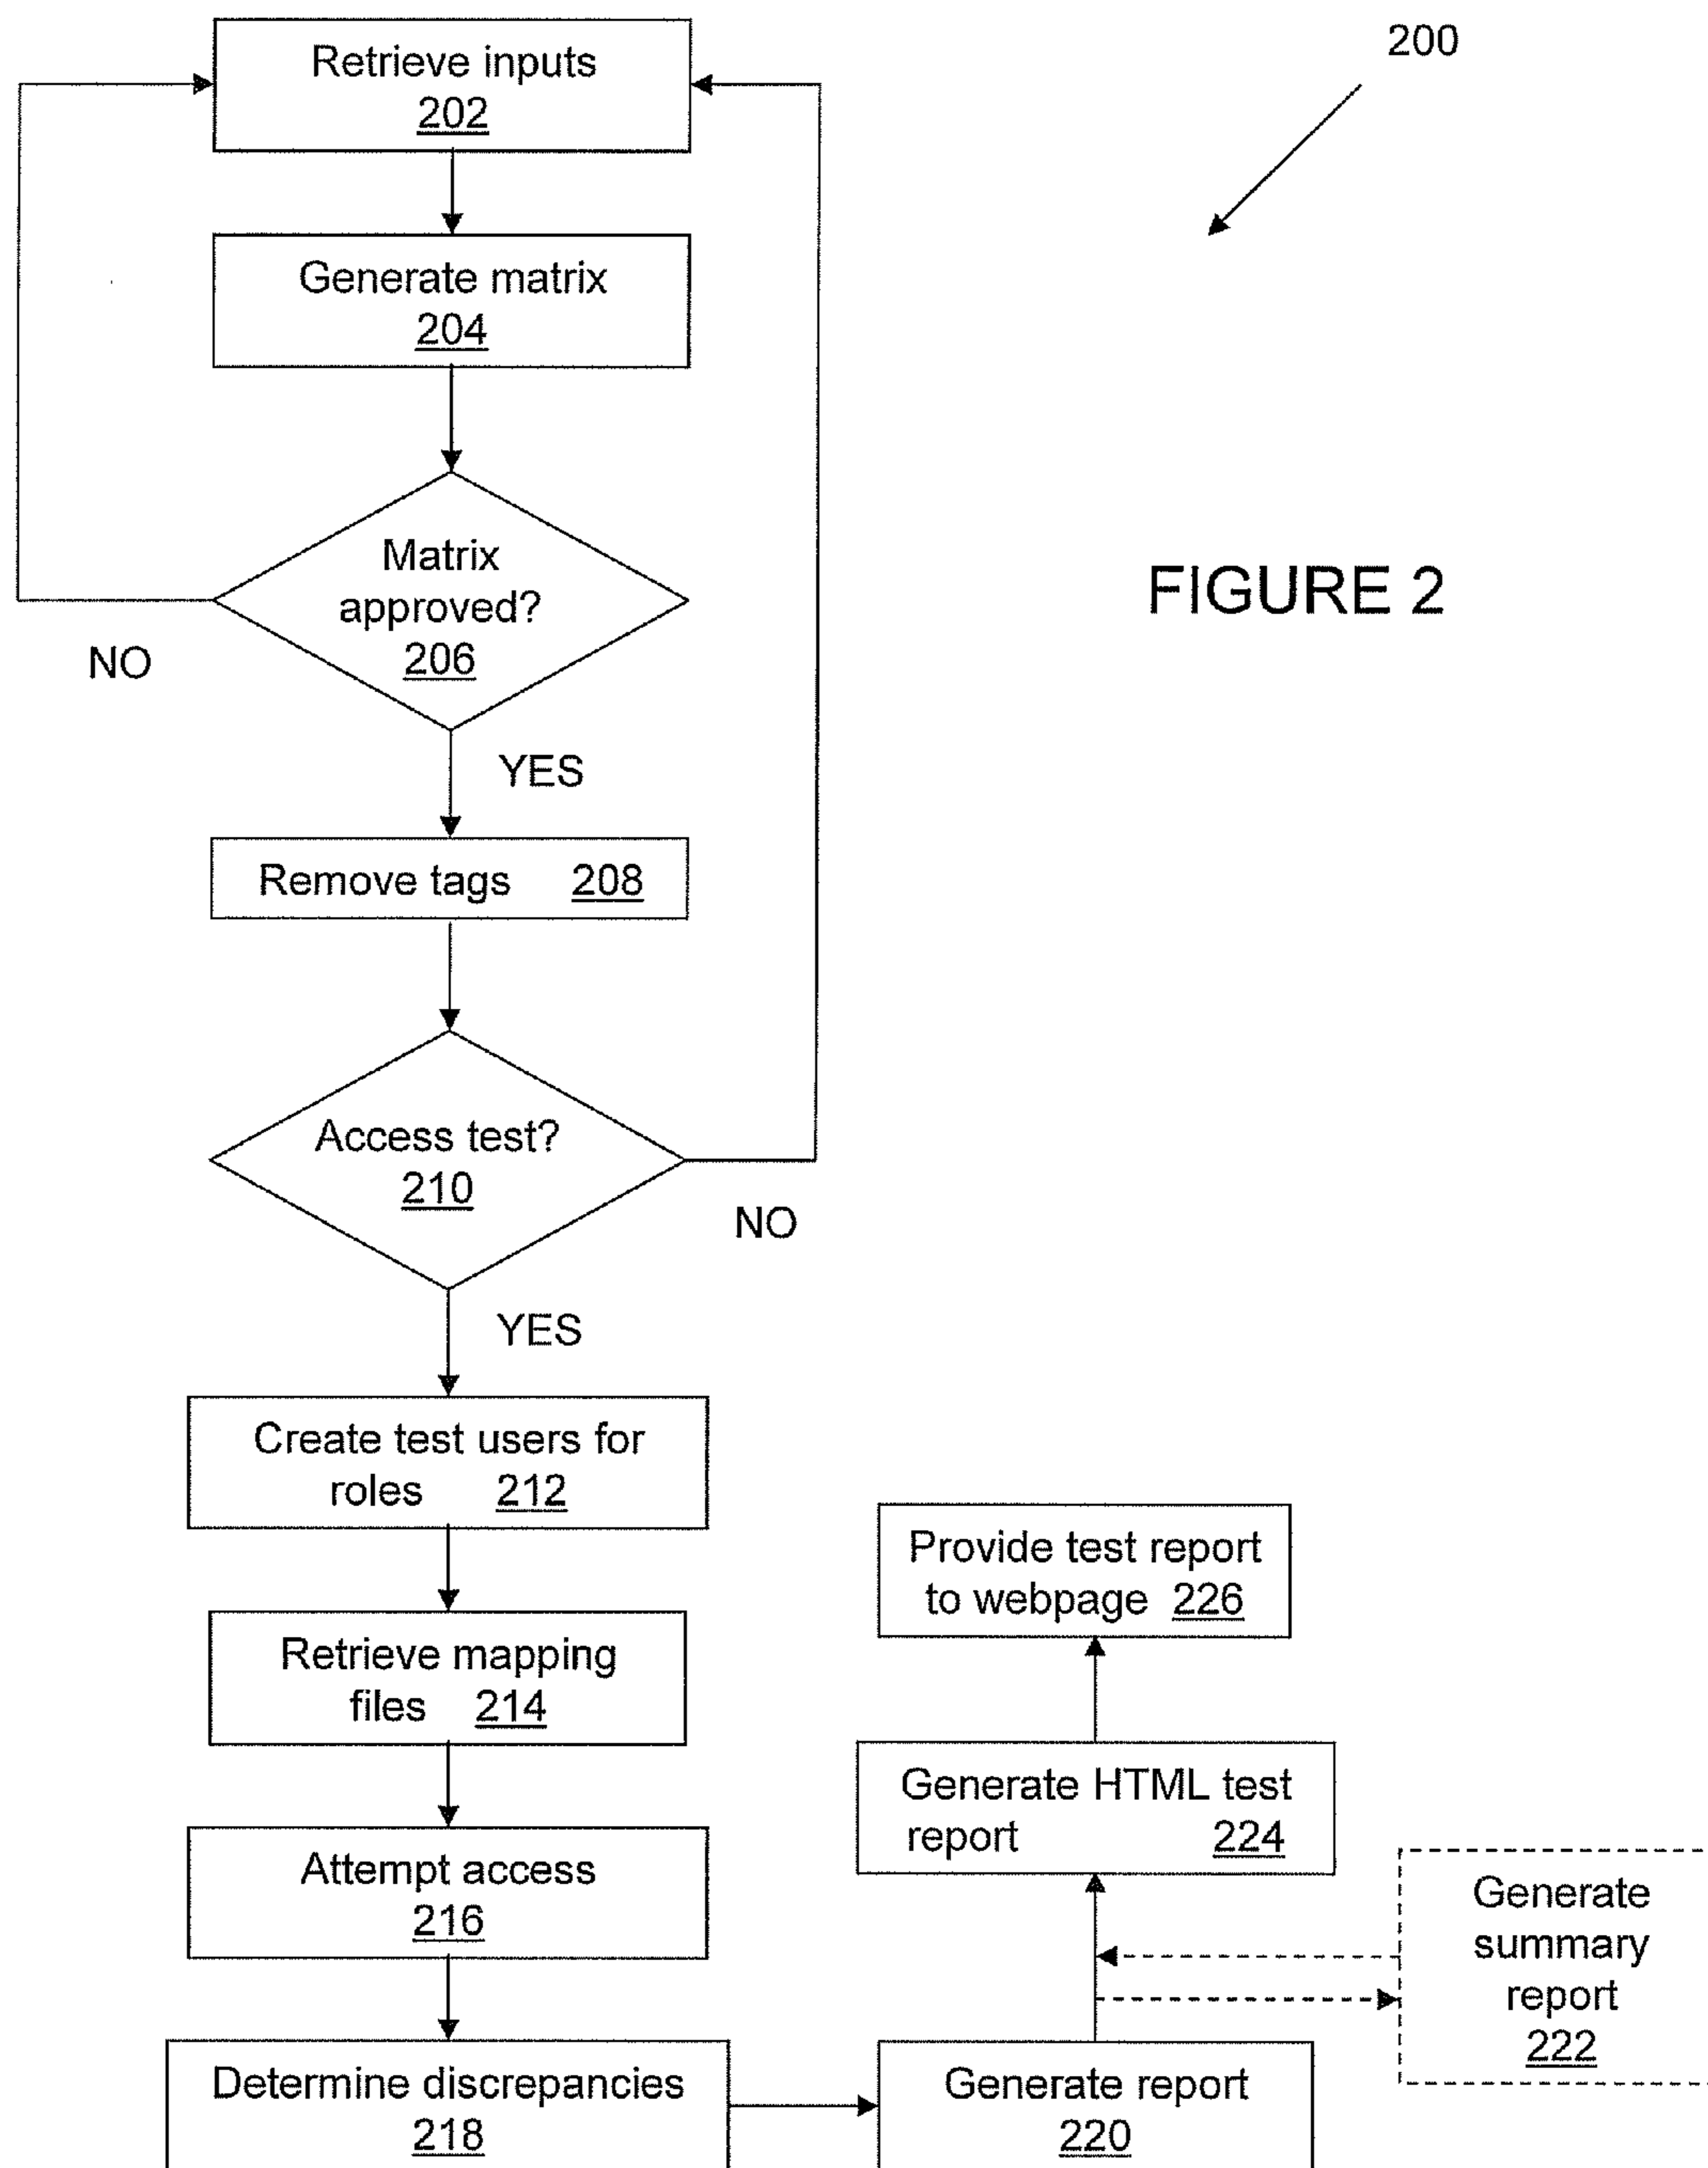 200
Retrieve inputs
202
Generate matrix
204
Matrix
approved?
206
NO
YES
FIGURE 2
Remove tags 208
Access test?
210
NO
YES
Create test users for
roles 212
Retrieve mapping
files 214
Attempt access
216
Determine discrepancies
218
Generate report
220
Generate
summary
report
222
Generate HTML test
report 224
Provide test report
to webpage 226